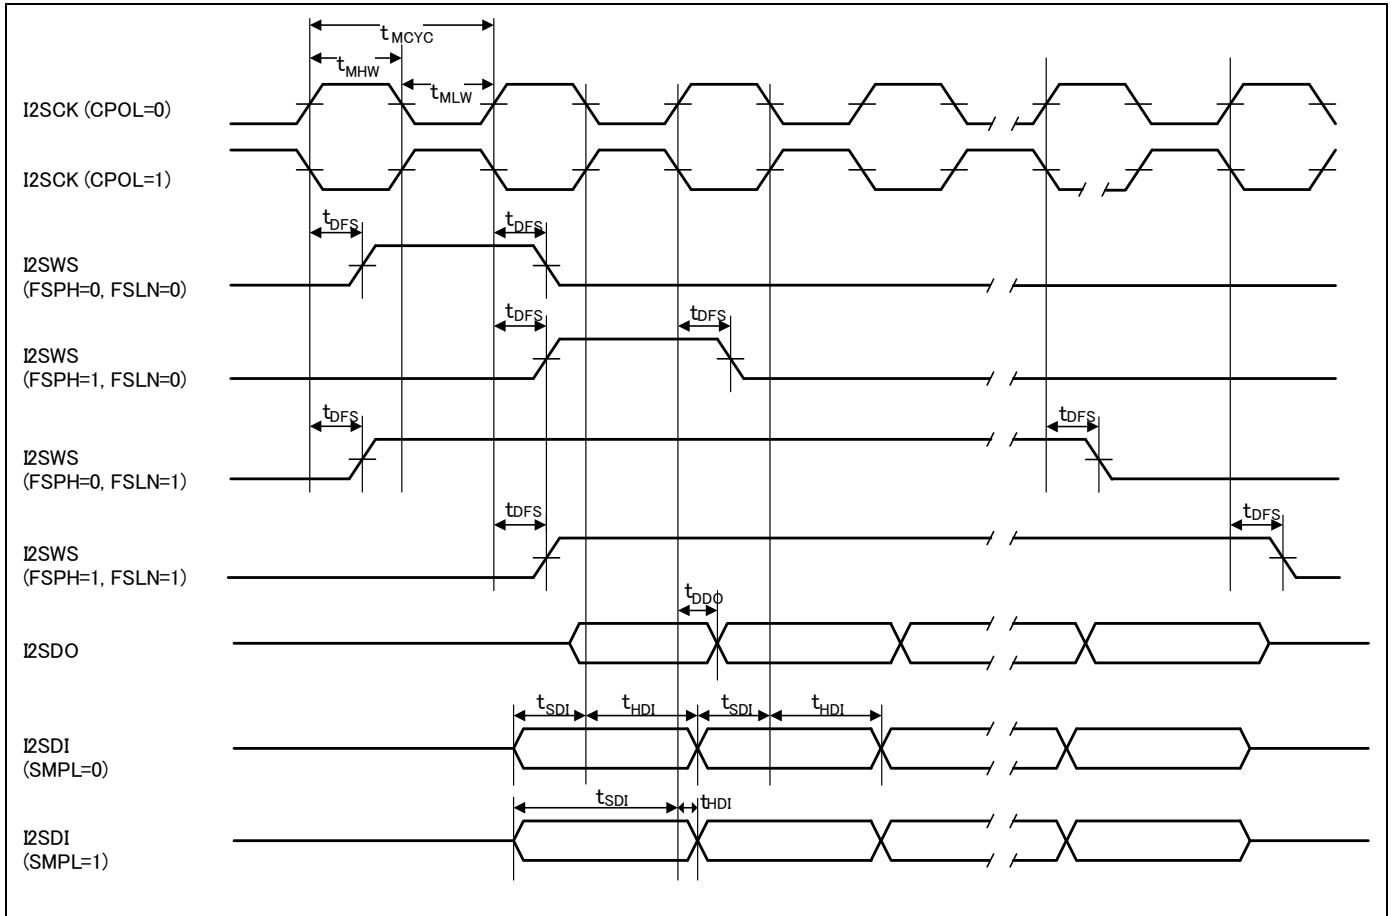 tMCYC
tMHW
tMLW
I2SCK (CPOL=0)
I2SCK (CPOL=1)
tDFS tDFS
I2SWS
(FSPH=0, FSLN=0)
tDFS tDFS
I2SWS
(FSPH=1, FSLN=0)
tDFS tDFS
I2SWS
(FSPH=0, FSLN=1)
tDFS tDFS
I2SWS
(FSPH=1, FSLN=1)
tDDO
I2SDO
tSDI tHDI tSDI tHDI
I2SDI
(SMPL=0)
tSDI tHDI
I2SDI
(SMPL=1)